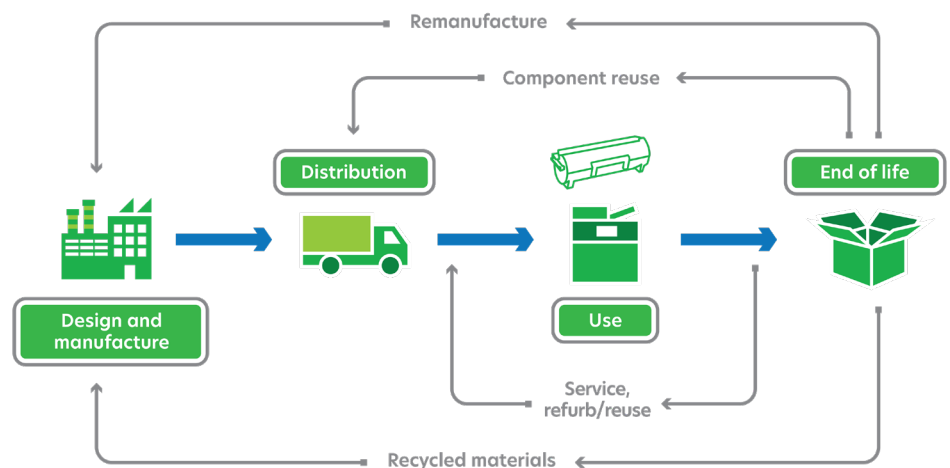 Remanufacture
Component reuse
Distribution
End of life
Design and
manufacture
Use
Service,
refurb/reuse
Recycled materials